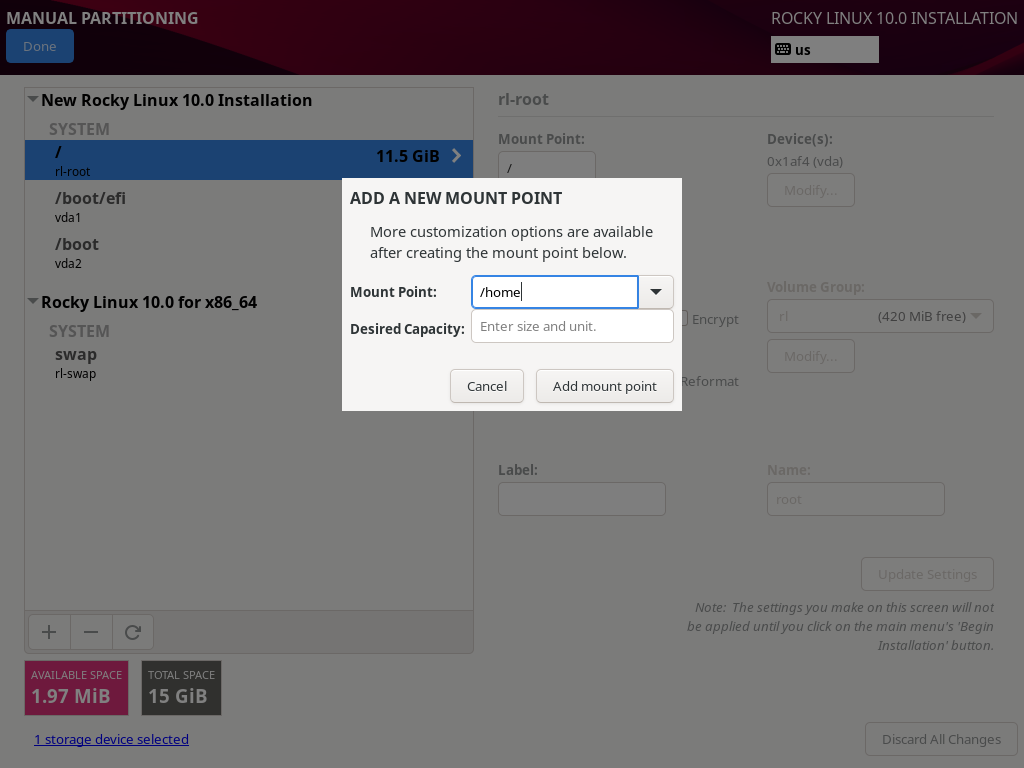 MANUAL PARTITIONING
ROCKY LINUX 10.0 INSTALLATION
Done
us
New Rocky Linux 10.0 Installation
SYSTEM
/
11.5 GiB
rl-root
/boot/efi
vda1
/boot
vda2
Rocky Linux 10.0 for x86_64
SYSTEM
swap
rl-swap
AVAILABLE SPACE
1.97 MiB
TOTAL SPACE
15 GiB
1 storage device selected
rl-root
Mount Point:
/
Device(s):
0x1af4 (vda)
Modify...
ADD A NEW MOUNT POINT
More customization options are available
after creating the mount point below.
Mount Point:
/home
Desired Capacity:
Enter size and unit.
Cancel
Add mount point
Encrypt
Volume Group:
rl (420 MiB free)
Modify...
Reformat
Label:
Name:
root
Update Settings
Note: The settings you make on this screen will not
be applied until you click on the main menu's 'Begin
Installation' button.
Discard All Changes